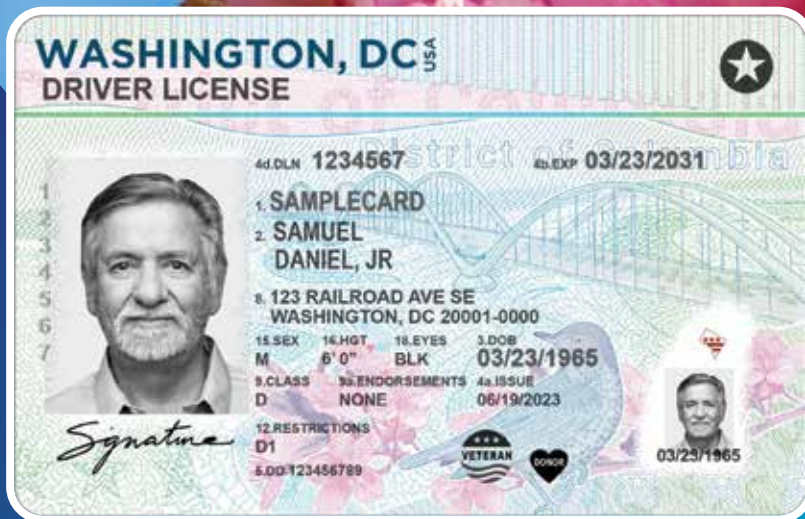 WASHINGTON, DC USA
DRIVER LICENSE
District of Columbia
4d.DLN 1234567 4b.EXP 03/23/2031
1. SAMPLECARD
2. SAMUEL
DANIEL, JR
8. 123 RAILROAD AVE SE
WASHINGTON, DC 20001-0000
15.SEX 16.HGT 18.EYES 3.DOB
M 6' 0" BLK 03/23/1965
9.CLASS 9a.ENDORSEMENTS 4a.ISSUE
D NONE 06/19/2023
12.RESTRICTIONS
D1
5.DD 123456789
Signature
VETERAN
DONOR
03/23/1965
1
2
3
4
5
6
7